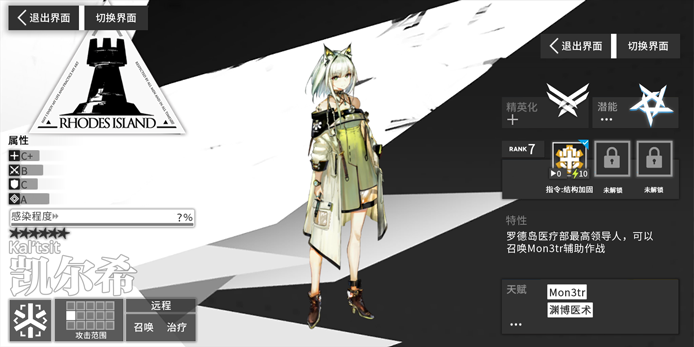 退出界面
切换界面
RHODES ISLAND
属性
C+
B
C
A
感染程度
?%
Kal'tsit
凯尔希
攻击范围
远程
召唤 治疗
退出界面
切换界面
精英化
潜能
RANK 7
0 10
指令:结构加固
未解锁
未解锁
特性
罗德岛医疗部最高领导人，可以
召唤Mon3tr辅助作战
天赋
Mon3tr
渊博医术